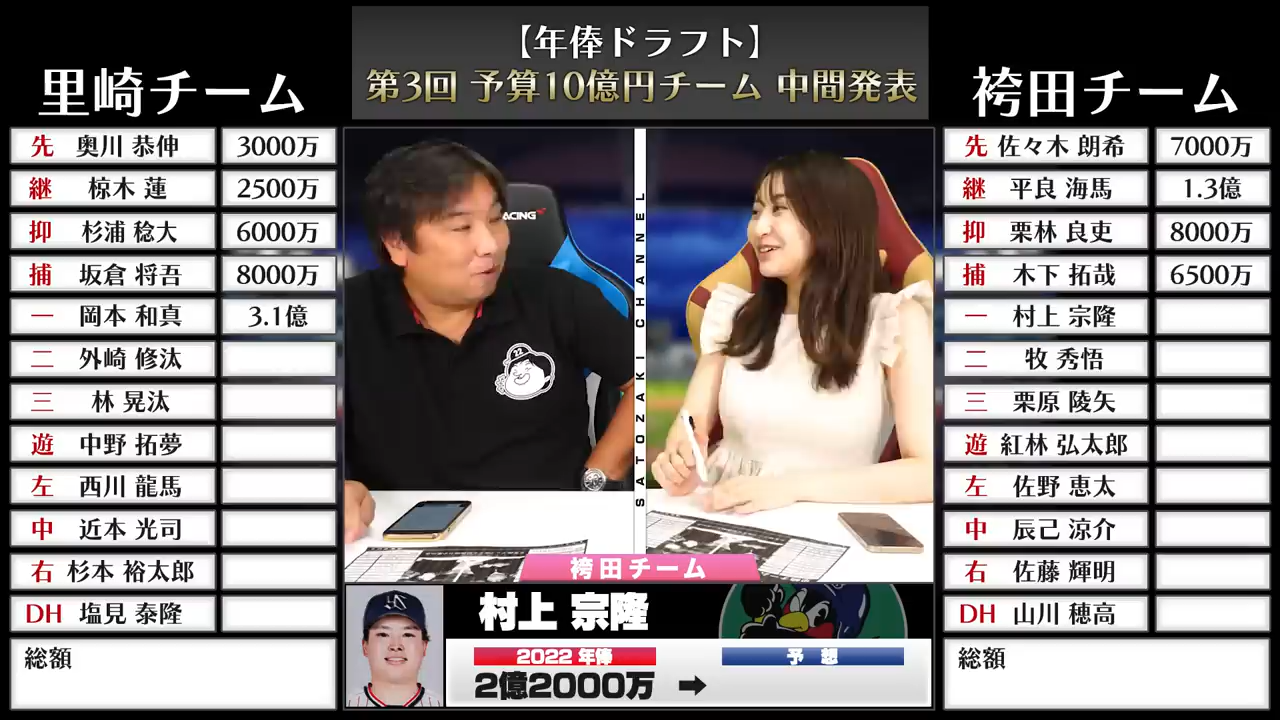 【年俸ドラフト】
第3回 予算10億円チーム 中間発表
里崎チーム
先 奥川 恭伸 3000万
継 椋木 蓮 2500万
抑 杉浦 稔大 6000万
捕 坂倉 将吾 8000万
一 岡本 和真 3.1億
二 外崎 修汰
三 林 晃汰
遊 中野 拓夢
左 西川 龍馬
中 近本 光司
右 杉本 裕太郎
DH 塩見 泰隆
総額
RACING
22
SATOZAKI CHANNEL
袴田チーム
村上 宗隆
2022 年俸
2億2000万 ➡
予 想
袴田チーム
先 佐々木 朗希 7000万
継 平良 海馬 1.3億
抑 栗林 良吏 8000万
捕 木下 拓哉 6500万
一 村上 宗隆
二 牧 秀悟
三 栗原 陵矢
遊 紅林 弘太郎
左 佐野 恵太
中 辰己 涼介
右 佐藤 輝明
DH 山川 穂高
総額